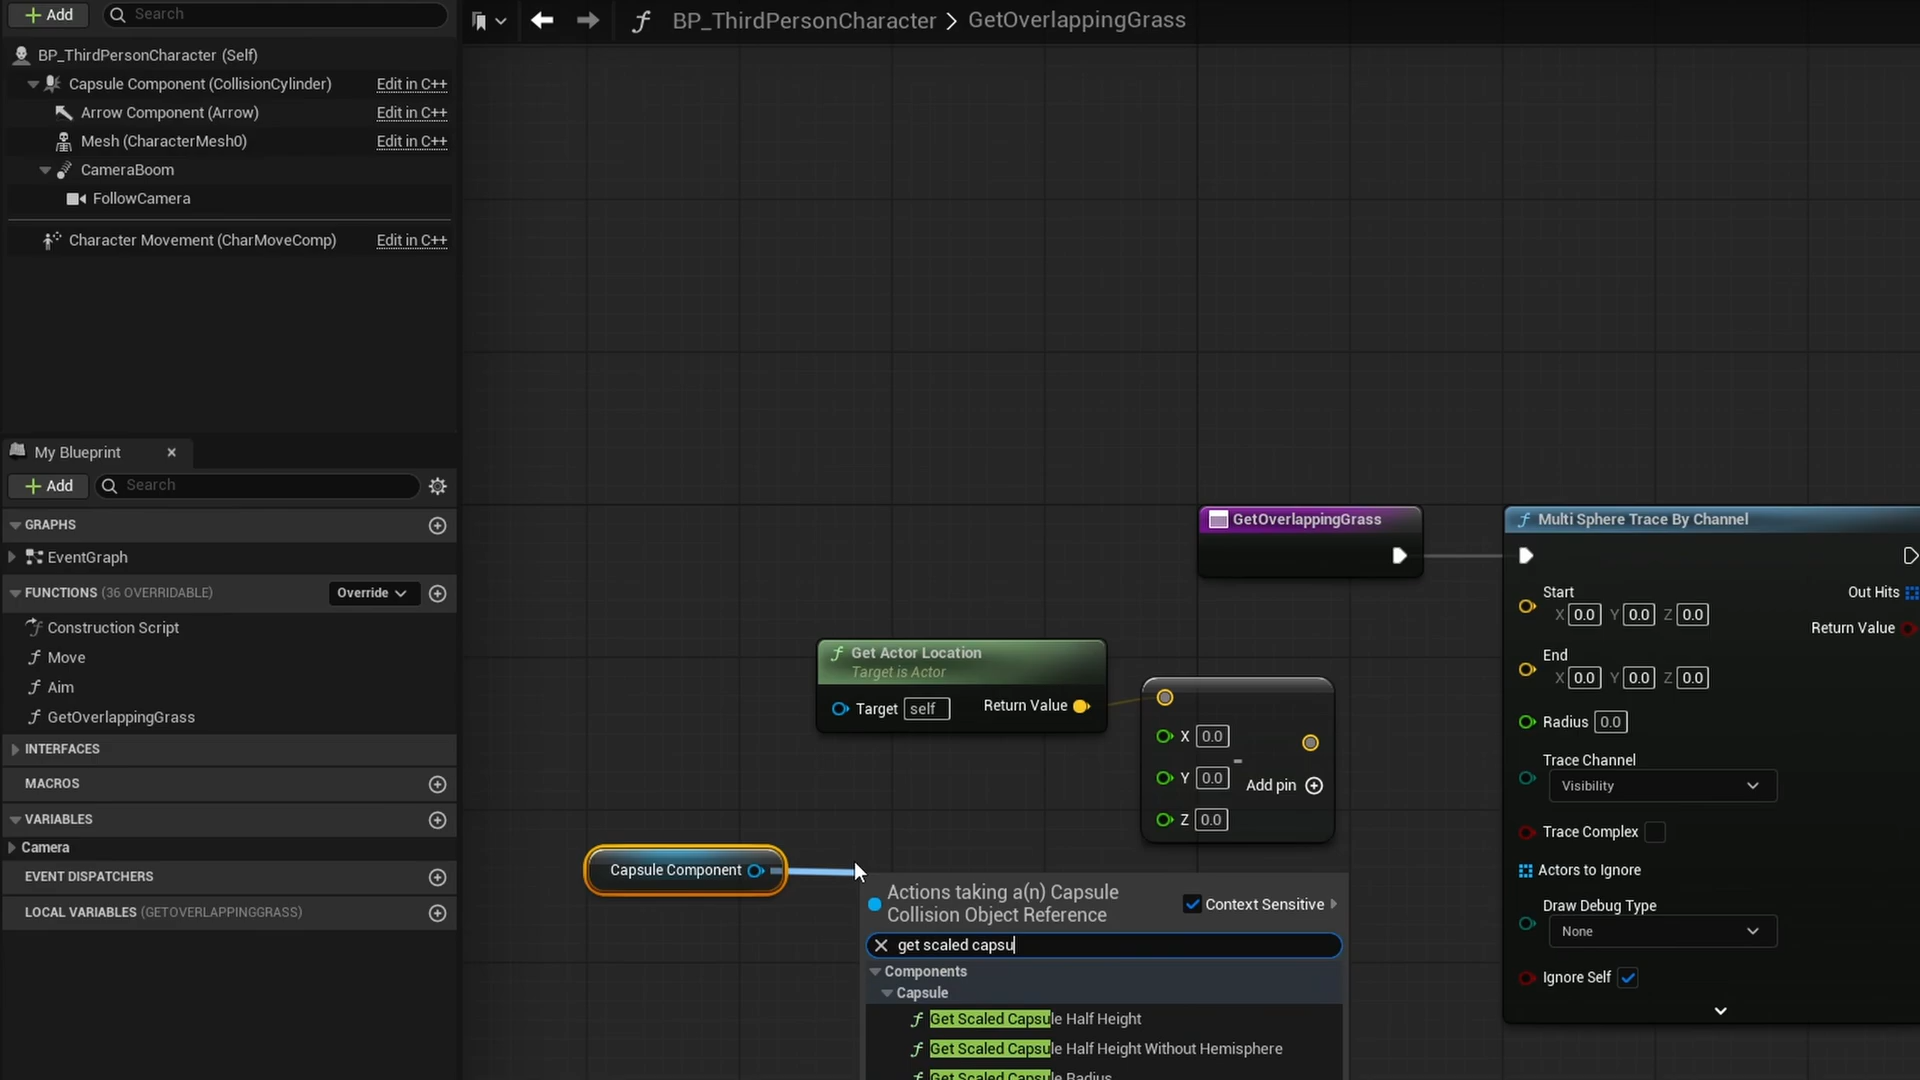 + Add
Search
BP_ThirdPersonCharacter > GetOverlappingGrass
BP_ThirdPersonCharacter (Self)
Capsule Component (CollisionCylinder) Edit in C++
Arrow Component (Arrow) Edit in C++
Mesh (CharacterMesh0) Edit in C++
CameraBoom
FollowCamera
Character Movement (CharMoveComp) Edit in C++
My Blueprint
+ Add
Search
GRAPHS
EventGraph
FUNCTIONS (36 OVERRIDABLE) Override
Construction Script
Move
Aim
GetOverlappingGrass
INTERFACES
MACROS
VARIABLES
Camera
EVENT DISPATCHERS
LOCAL VARIABLES (GETOVERLAPPINGGRASS)
GetOverlappingGrass
Get Actor Location
Target is Actor
Target self
Return Value
X 0.0
Y 0.0
Z 0.0
-
Add pin
Capsule Component
Actions taking a(n) Capsule
Collision Object Reference
Context Sensitive
get scaled capsu
Components
Capsule
Get Scaled Capsule Half Height
Get Scaled Capsule Half Height Without Hemisphere
Get Scaled Capsule Radius
Multi Sphere Trace By Channel
Start
X 0.0 Y 0.0 Z 0.0
Out Hits
Return Value
End
X 0.0 Y 0.0 Z 0.0
Radius 0.0
Trace Channel
Visibility
Trace Complex
Actors to Ignore
Draw Debug Type
None
Ignore Self